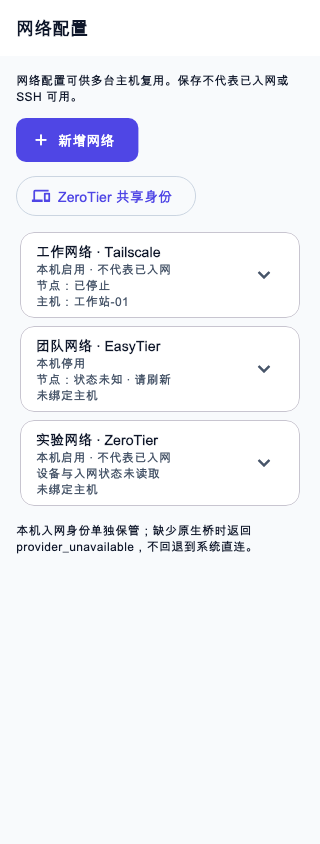 网络配置
网络配置可供多台主机复用。保存不代表已入网或
SSH 可用。
新增网络
ZeroTier 共享身份
工作网络 · Tailscale
本机启用 · 不代表已入网
节点：已停止
主机：工作站-01
团队网络 · EasyTier
本机停用
节点：状态未知 · 请刷新
未绑定主机
实验网络 · ZeroTier
本机启用 · 不代表已入网
设备与入网状态未读取
未绑定主机
本机入网身份单独保管；缺少原生桥时返回
provider_unavailable，不回退到系统直连。